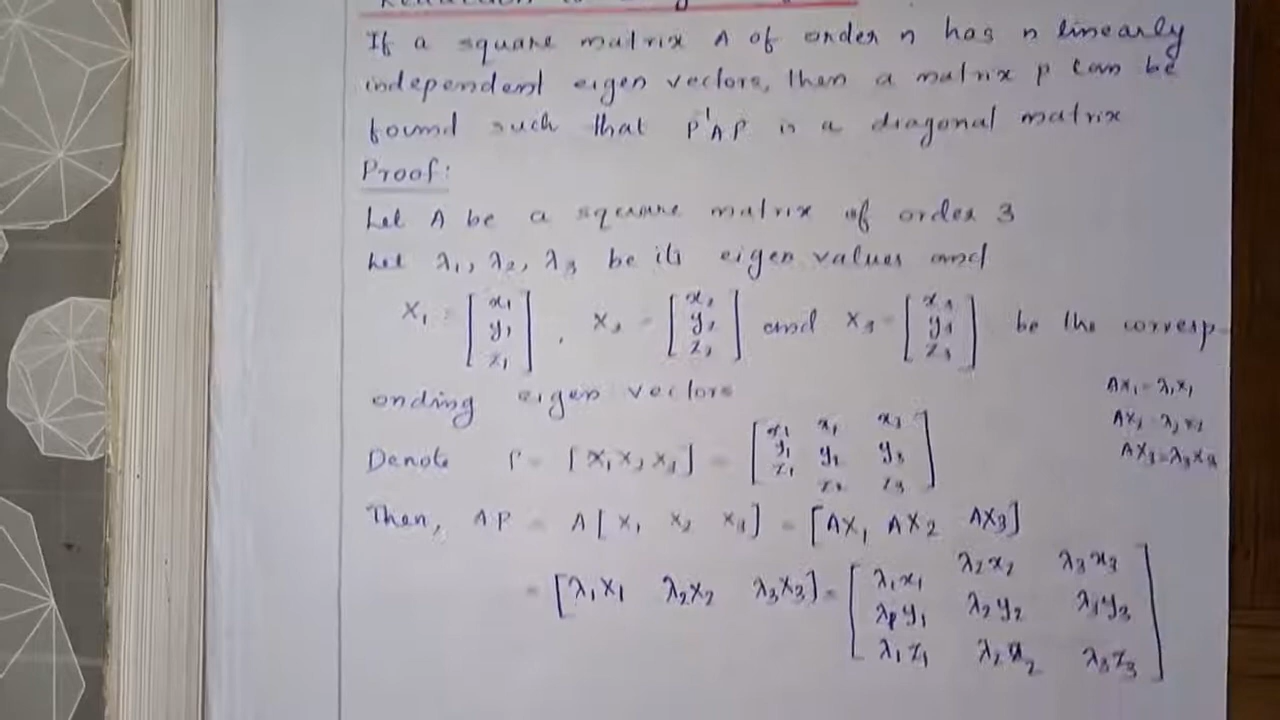 If a square matrix A of order n has n linearly
independent eigen vectors, then a matrix P can be
found such that P'AP is a diagonal matrix
Proof:
Let A be a square matrix of order 3
Let λ₁, λ₂, λ₃ be its eigen values and
X₁ = [x₁ y₁ z₁], X₂ = [x₂ y₂ z₂] and X₃ = [x₃ y₃ z₃] be the corresp-
onding eigen vectors
AX₁ = λ₁X₁
AX₂ = λ₂X₂
AX₃ = λ₃X₃
Denote P = [X₁ X₂ X₃] = [x₁ x₂ x₃
y₁ y₂ y₃
z₁ z₂ z₃]
Then, AP = A[X₁ X₂ X₃] = [AX₁ AX₂ AX₃]
= [λ₁X₁ λ₂X₂ λ₃X₃] = [λ₁x₁ λ₂x₂ λ₃x₃
y₁ λ₂y₂ y₃
λ₁z₁ λ₂ λ₃z₃]